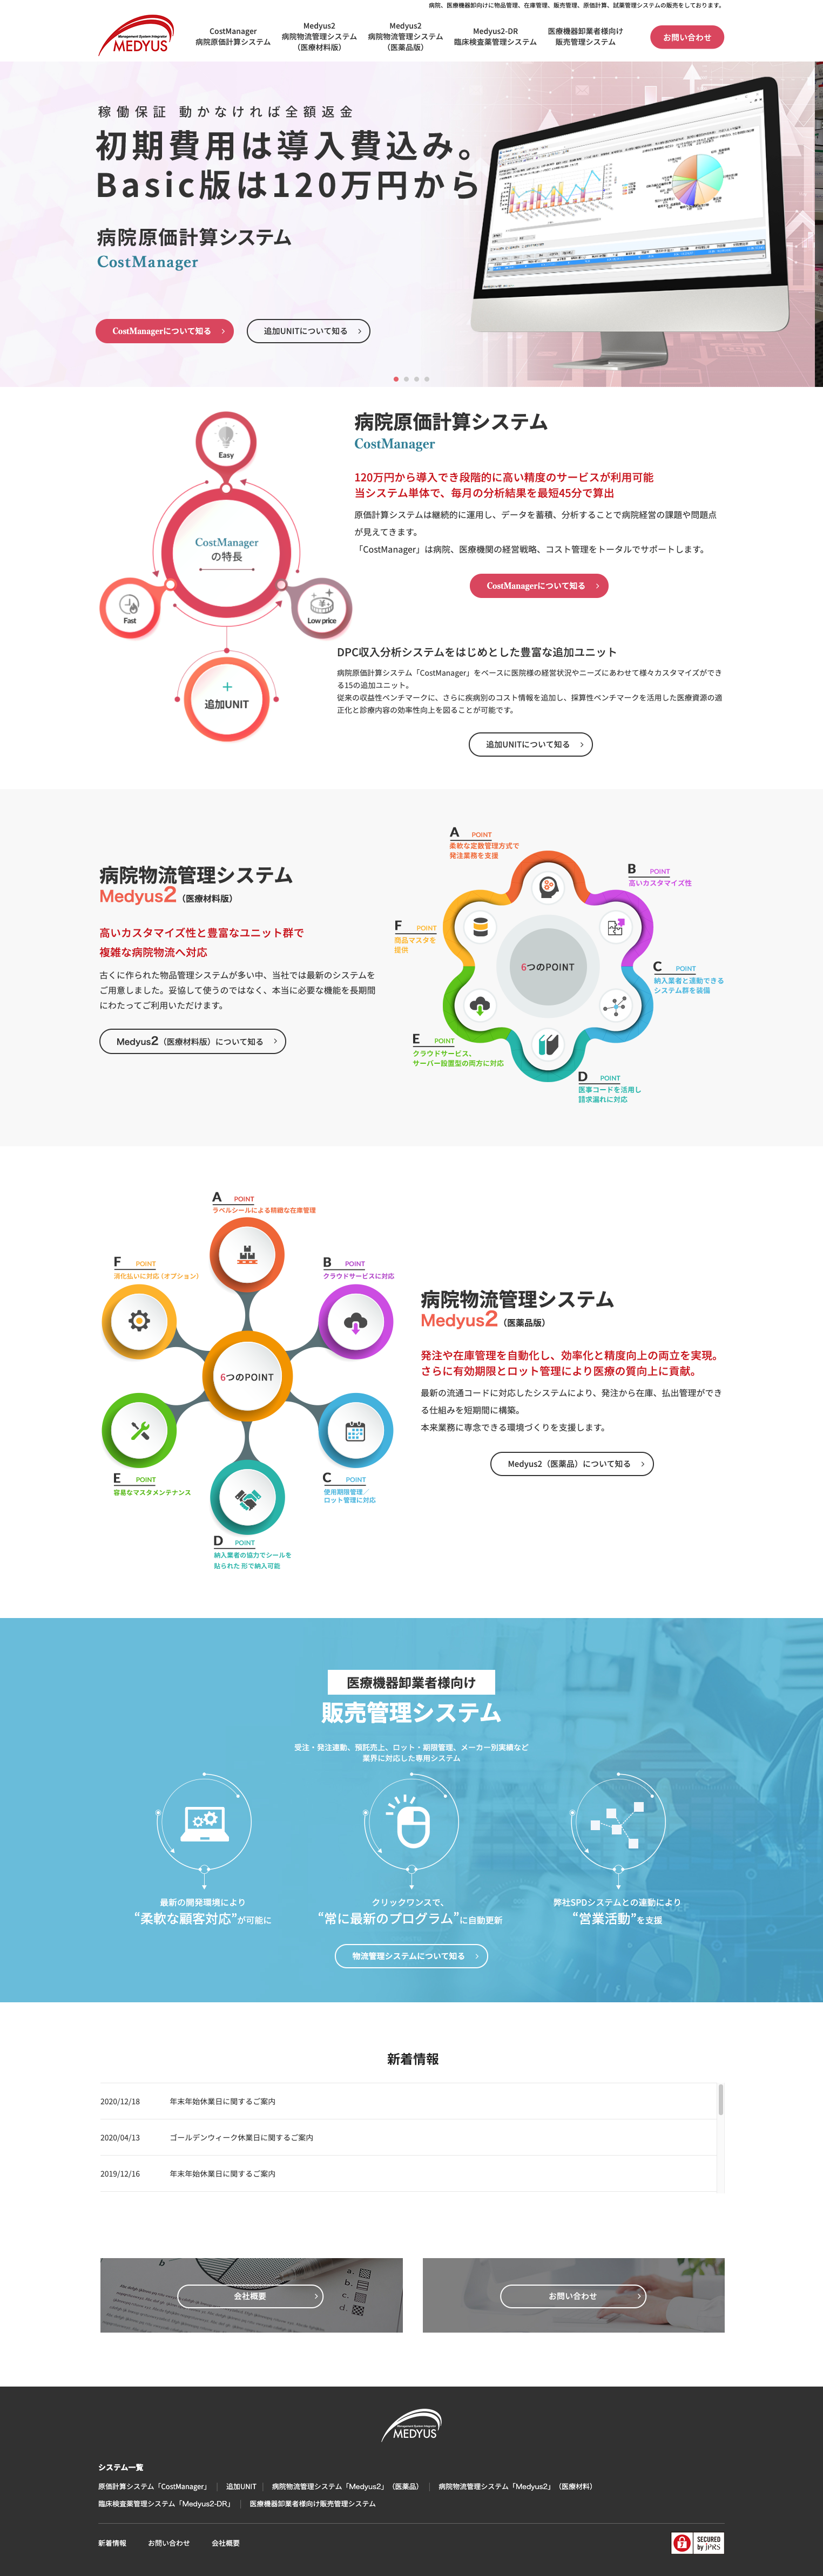 病院、医療機器卸向けに物品管理、在庫管理、販売管理、原価計算、試薬管理システムの販売をしております。
Management System Integrator
MEDYUS
CostManager
病院原価計算システム
Medyus2
病院物流管理システム
（医療材料版）
Medyus2
病院物流管理システム
（医薬品版）
Medyus2-DR
臨床検査薬管理システム
医療機器卸業者様向け
販売管理システム
お問い合わせ
稼働保証 動かなければ全額返金
初期費用は導入費込み。
Basic版は120万円から
病院原価計算システム
CostManager
CostManagerについて知る
追加UNITについて知る
Easy
CostManager
の特長
Fast
Low price
+
追加UNIT
病院原価計算システム
CostManager
120万円から導入でき段階的に高い精度のサービスが利用可能
当システム単体で、毎月の分析結果を最短45分で算出
原価計算システムは継続的に運用し、データを蓄積、分析することで病院経営の課題や問題点
が見えてきます。
「CostManager」は病院、医療機関の経営戦略、コスト管理をトータルでサポートします。
CostManagerについて知る
DPC収入分析システムをはじめとした豊富な追加ユニット
病院原価計算システム「CostManager」をベースに医院様の経営状況やニーズにあわせて様々カスタマイズができ
る15の追加ユニット。
従来の収益性ベンチマークに、さらに疾病別のコスト情報を追加し、採算性ベンチマークを活用した医療資源の適
正化と診療内容の効率性向上を図ることが可能です。
追加UNITについて知る
病院物流管理システム
Medyus2（医療材料版）
高いカスタマイズ性と豊富なユニット群で
複雑な病院物流へ対応
古くに作られた物品管理システムが多い中、当社では最新のシステムを
ご用意しました。妥協して使うのではなく、本当に必要な機能を長期間
にわたってご利用いただけます。
Medyus2（医療材料版）について知る
A POINT
柔軟な定数管理方式で
発注業務を支援
B POINT
高いカスタマイズ性
F POINT
商品マスタを
提供
6つのPOINT
C POINT
納入業者と連動できる
システム群を装備
E POINT
クラウドサービス、
サーバー設置型の両方に対応
D POINT
医事コードを活用し
請求漏れに対応
A POINT
ラベルシールによる精緻な在庫管理
F POINT
消化払いに対応（オプション）
B POINT
クラウドサービスに対応
6つのPOINT
E POINT
容易なマスタメンテナンス
C POINT
使用期限管理／
ロット管理に対応
D POINT
納入業者の協力でシールを
貼られた 形で納入可能
病院物流管理システム
Medyus2（医薬品版）
発注や在庫管理を自動化し、効率化と精度向上の両立を実現。
さらに有効期限とロット管理により医療の質向上に貢献。
最新の流通コードに対応したシステムにより、発注から在庫、払出管理ができ
る仕組みを短期間に構築。
本来業務に専念できる環境づくりを支援します。
Medyus2（医薬品）について知る
医療機器卸業者様向け
販売管理システム
受注・発注連動、預託売上、ロット・期限管理、メーカー別実績など
業界に対応した専用システム
最新の開発環境により
“柔軟な顧客対応”が可能に
クリックワンスで、
“常に最新のプログラム”に自動更新
弊社SPDシステムとの連動により
“営業活動”を支援
物流管理システムについて知る
新着情報
2020/12/18 年末年始休業日に関するご案内
2020/04/13 ゴールデンウィーク休業日に関するご案内
2019/12/16 年末年始休業日に関するご案内
a.
b.
c.
d.
会社概要
お問い合わせ
Management System Integrator
MEDYUS
システム一覧
原価計算システム「CostManager」 追加UNIT 病院物流管理システム「Medyus2」（医薬品） 病院物流管理システム「Medyus2」（医療材料）
臨床検査薬管理システム「Medyus2-DR」 医療機器卸業者様向け販売管理システム
新着情報 お問い合わせ 会社概要
SECURED
by JPRS